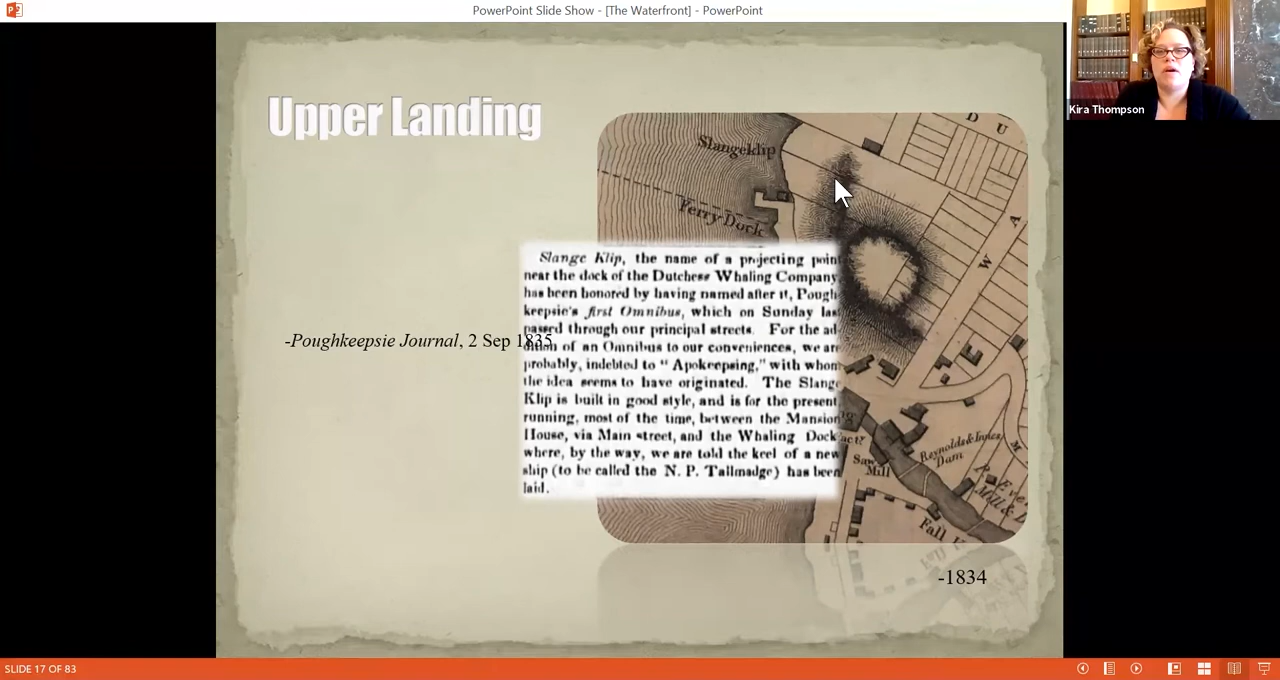 PowerPoint Slide Show - [The Waterfront] - PowerPoint
Kira Thompson
Upper Landing
D U
Slangeklip
Ferry Dock
W A
Slange Klip, the name of a projecting point
near the dock of the Dutchess Whaling Company,
has been honored by having named after it, Pough
keepsie's first Omnibus, which on Sunday las
passed through our principal streets. For the ad
dition of an Omnibus to our conveniences, we are
probably, indebted to "Apokeepsing," with whom
the idea seems to have originated. The Slange
Klip is built in good style, and is for the present
running, most of the time, between the Mansion
House, via Main street, and the Whaling Dock
where, by the way, we are told the keel of a new
ship (to be called the N. P. Tallmadge) has been
laid.
-Poughkeepsie Journal, 2 Sep 1835
M
Reynolds & Innes
Dam
Saw
Mill
Fall
-1834
SLIDE 17 OF 83